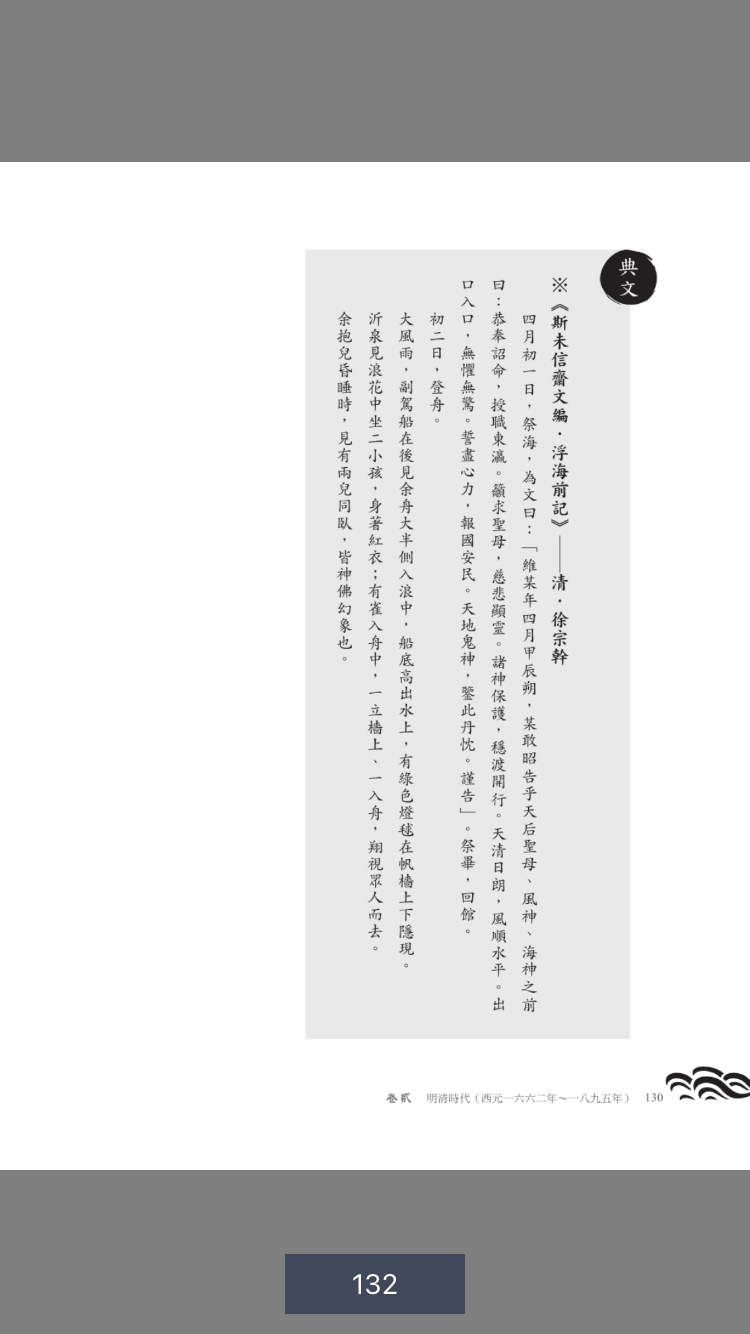 典文
※《斯未信齋文編·浮海前記》——清·徐宗幹
四月初一日，祭海，為文曰：「維某年四月甲辰朔，某敢昭告乎天后聖母、風神、海神之前
曰：恭奉詔命，授職東瀛。籲求聖母，慈悲顯靈。諸神保護，穩渡開行。天清日朗，風順水平。出
口入口，無懼無驚。誓盡心力，報國安民。天地鬼神，鑒此丹忱。謹告」。祭畢，回館。
初二日，登舟。
大風雨，副駕船在後見余舟大半側入浪中，船底高出水上，有綠色燈毬在帆檣上下隱現。
沂泉見浪花中坐二小孩，身著紅衣；有雀入舟中，一立檣上、一入舟，翔視眾人而去。
余抱兒昏睡時，見有兩兒同臥，皆神佛幻象也。
卷貳 明清時代（西元一六六二年～一八九五年） 130
132